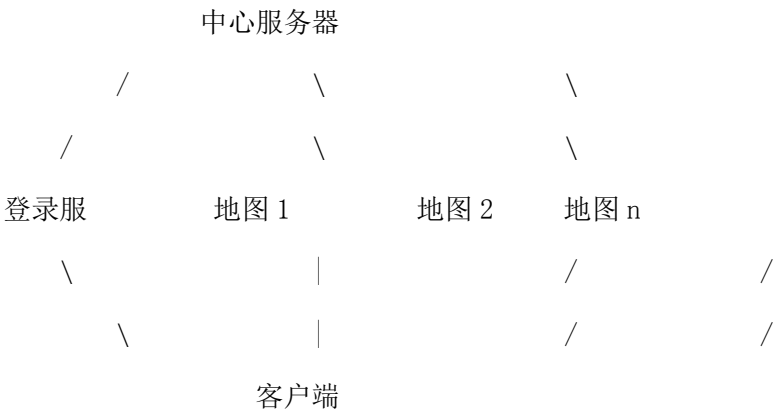 中心服务器
/ \ \
/ \ \
登录服 地图1 地图2 地图n
\ | / /
\ | / /
客户端